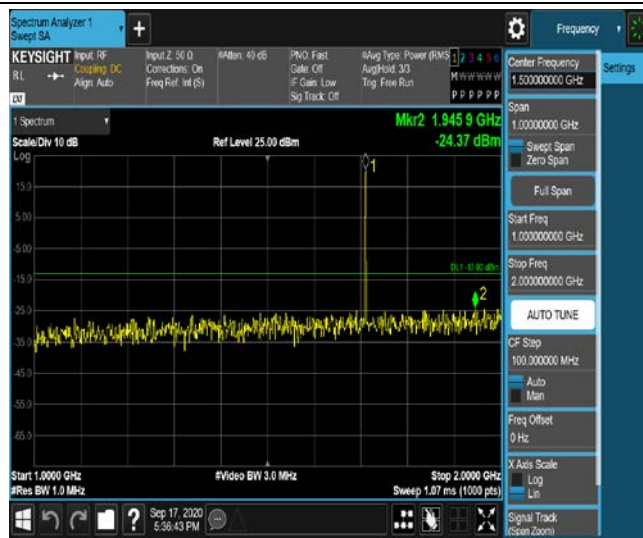 Spectrum Analyzer 1
Swept SA
Frequency
KEYSIGHT
RL
Input: RF
Coupling: DC
Align: Auto
Input Z: 50 Ω
Corrections: On
Freq Ref: Int (S)
#Atten: 40 dB
PNO: Fast
Gate: Off
IF Gain: Low
Sig Track: Off
#Avg Type: Power (RMS
Avg|Hold: 3/3
Trig: Free Run
1 2 3 4 5 6
M W W W W W
P P P P P P
1 Spectrum
Scale/Div 10 dB
Ref Level 25.00 dBm
Mkr2 1.945 9 GHz
-24.37 dBm
Log
15.0
5.00
-5.00
-15.0
-25.0
-35.0
-45.0
-55.0
-65.0
1
DL1 -13.00 dBm
2
Start 1.0000 GHz
#Res BW 1.0 MHz
#Video BW 3.0 MHz
Stop 2.0000 GHz
Sweep 1.07 ms (1000 pts)
Sep 17, 2020
5:36:43 PM
Center Frequency
1.500000000 GHz
Settings
Span
1.00000000 GHz
Swept Span
Zero Span
Full Span
Start Freq
1.000000000 GHz
Stop Freq
2.000000000 GHz
AUTO TUNE
CF Step
100.000000 MHz
Auto
Man
Freq Offset
0 Hz
X Axis Scale
Log
Lin
Signal Track
(Span Zoom)